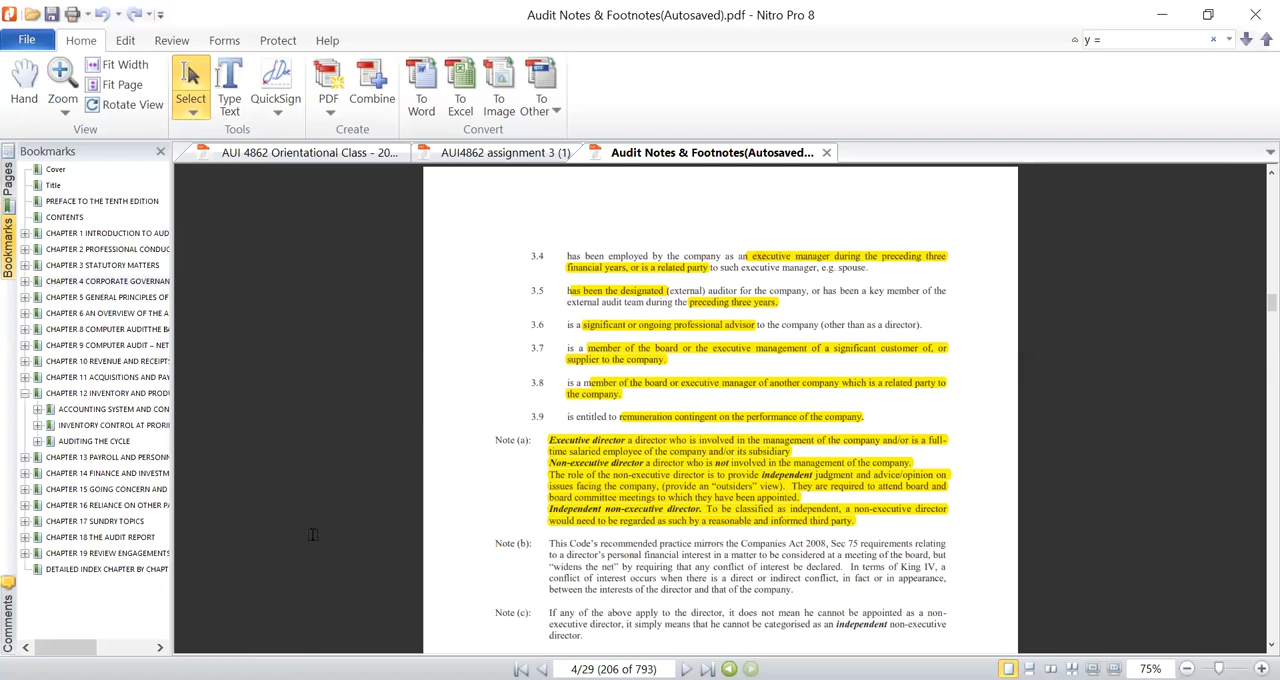 Audit Notes & Footnotes(Autosaved).pdf - Nitro Pro 8
File Home Edit Review Forms Protect Help
y =
Hand Zoom
Fit Width
Fit Page
Rotate View
Select Type Text QuickSign
PDF Combine
To Word To Excel To Image To Other
View Tools Create Convert
Bookmarks
AUI 4862 Orientational Class - 20...
AUI4862 assignment 3 (1)
Audit Notes & Footnotes(Autosaved...
Pages
Bookmarks
Comments
Cover
Title
PREFACE TO THE TENTH EDITION
CONTENTS
CHAPTER 1 INTRODUCTION TO AUD
CHAPTER 2 PROFESSIONAL CONDUC
CHAPTER 3 STATUTORY MATTERS
CHAPTER 4 CORPORATE GOVERNAN
CHAPTER 5 GENERAL PRINCIPLES OF
CHAPTER 6 AN OVERVIEW OF THE A
CHAPTER 8 COMPUTER AUDITTHE BA
CHAPTER 9 COMPUTER AUDIT – NET
CHAPTER 10 REVENUE AND RECEIPT
CHAPTER 11 ACQUISITIONS AND PAY
CHAPTER 12 INVENTORY AND PRODU
ACCOUNTING SYSTEM AND CON
INVENTORY CONTROL AT PRORI
AUDITING THE CYCLE
CHAPTER 13 PAYROLL AND PERSONN
CHAPTER 14 FINANCE AND INVESTM
CHAPTER 15 GOING CONCERN AND
CHAPTER 16 RELIANCE ON OTHER PA
CHAPTER 17 SUNDRY TOPICS
CHAPTER 18 THE AUDIT REPORT
CHAPTER 19 REVIEW ENGAGEMENTS
DETAILED INDEX CHAPTER BY CHAPT
3.4 has been employed by the company as an executive manager during the preceding three
financial years, or is a related party to such executive manager, e.g. spouse.
3.5 has been the designated (external) auditor for the company, or has been a key member of the
external audit team during the preceding three years.
3.6 is a significant or ongoing professional advisor to the company (other than as a director).
3.7 is a member of the board or the executive management of a significant customer of, or
supplier to the company.
3.8 is a member of the board or executive manager of another company which is a related party to
the company.
3.9 is entitled to remuneration contingent on the performance of the company.
Note (a): Executive director a director who is involved in the management of the company and/or is a full-
time salaried employee of the company and/or its subsidiary
Non-executive director a director who is not involved in the management of the company.
The role of the non-executive director is to provide independent judgment and advice/opinion on
issues facing the company, (provide an “outsiders” view). They are required to attend board and
board committee meetings to which they have been appointed.
Independent non-executive director. To be classified as independent, a non-executive director
would need to be regarded as such by a reasonable and informed third party.
Note (b): This Code’s recommended practice mirrors the Companies Act 2008, Sec 75 requirements relating
to a director’s personal financial interest in a matter to be considered at a meeting of the board, but
“widens the net” by requiring that any conflict of interest be declared. In terms of King IV, a
conflict of interest occurs when there is a direct or indirect conflict, in fact or in appearance,
between the interests of the director and that of the company.
Note (c): If any of the above apply to the director, it does not mean he cannot be appointed as a non-
executive director, it simply means that he cannot be categorised as an independent non-executive
director.
4/29 (206 of 793)
75%